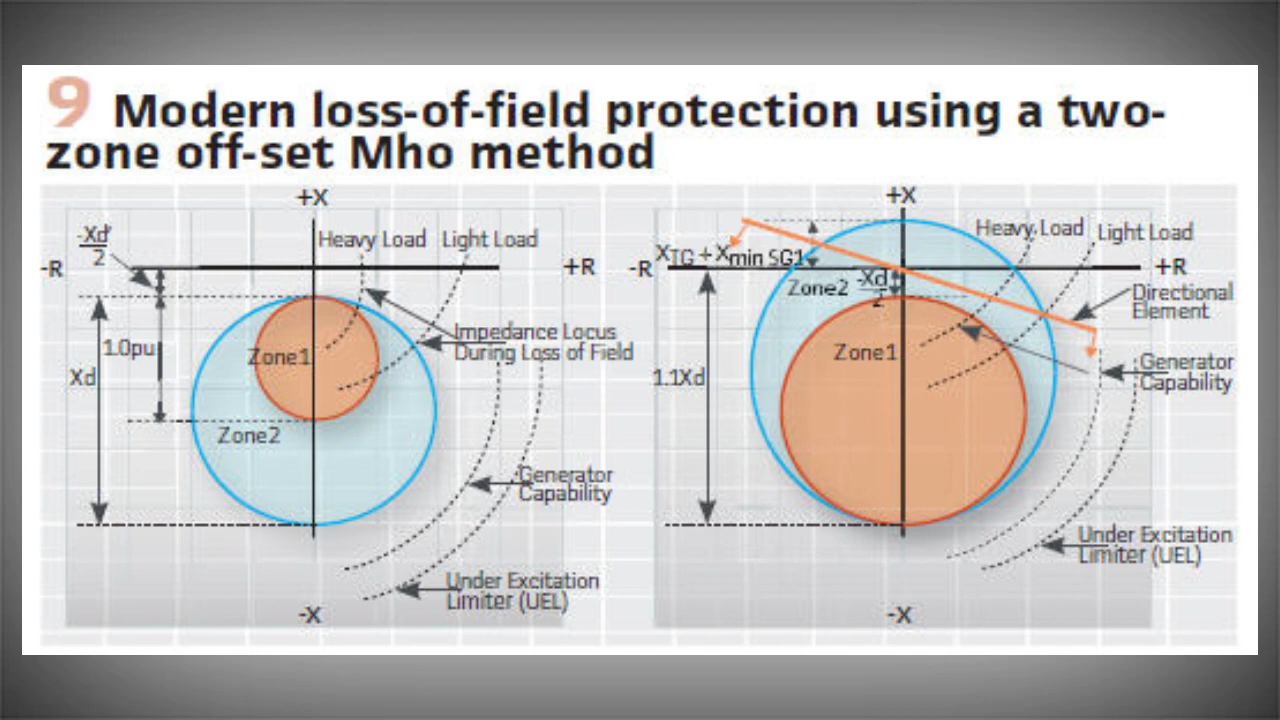 9 Modern loss-of-field protection using a two-
zone off-set Mho method
+X
-Xd'
2
Heavy Load
Light Load
-R
+R
Impedance Locus
During Loss of Field
Zone1
1.0pu
Xd
Zone2
Generator
Capability
Under Excitation
Limiter (UEL)
-X
+X
Heavy Load
Light Load
XTG + Xmin SG1
-R
+R
Zone2
-Xd
2
Directional
Element
Zone1
Generator
Capability
1.1Xd
Under Excitation
Limiter (UEL)
-X